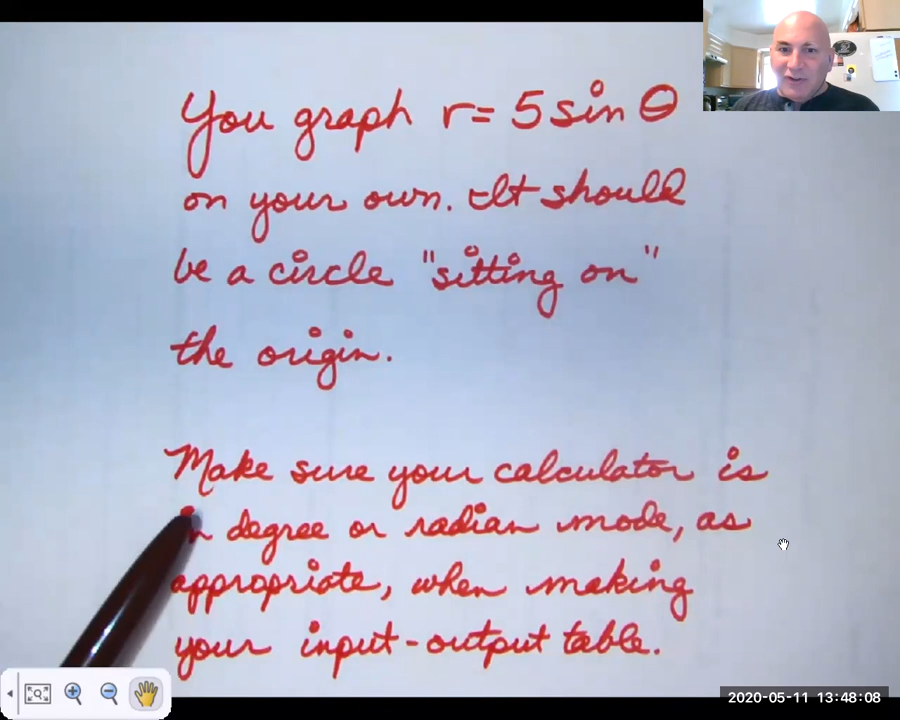 You graph r = 5 sin θ
on your own. It should
be a circle "sitting on"
the origin.
Make sure your calculator is
in degree or radian mode, as
appropriate, when making
your input-output table.
2020-05-11 13:48:08